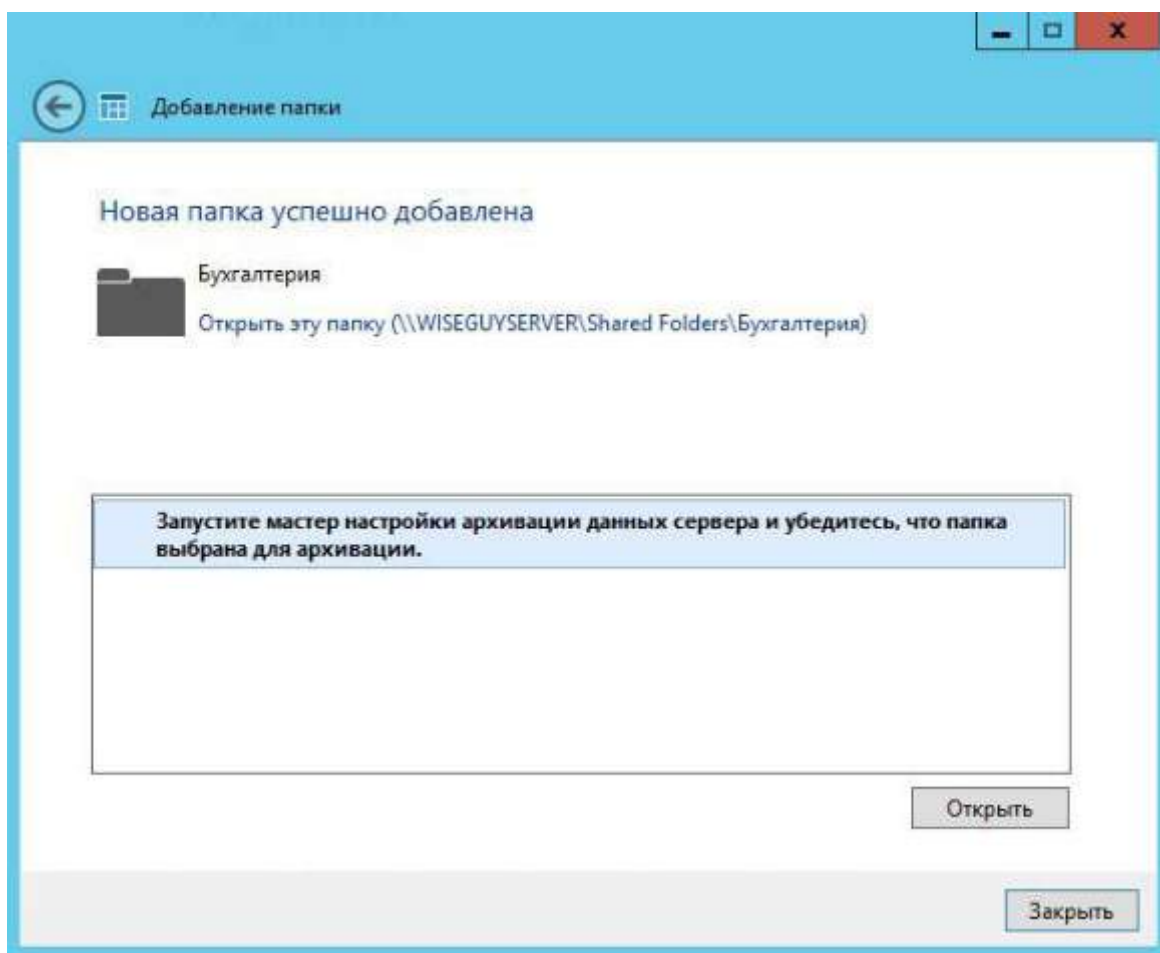 Добавление папки
Новая папка успешно добавлена
Бухгалтерия
Открыть эту папку (\\WISEGUYSERVER\Shared Folders\Бухгалтерия)
Запустите мастер настройки архивации данных сервера и убедитесь, что папка
выбрана для архивации.
Открыть
Закрыть